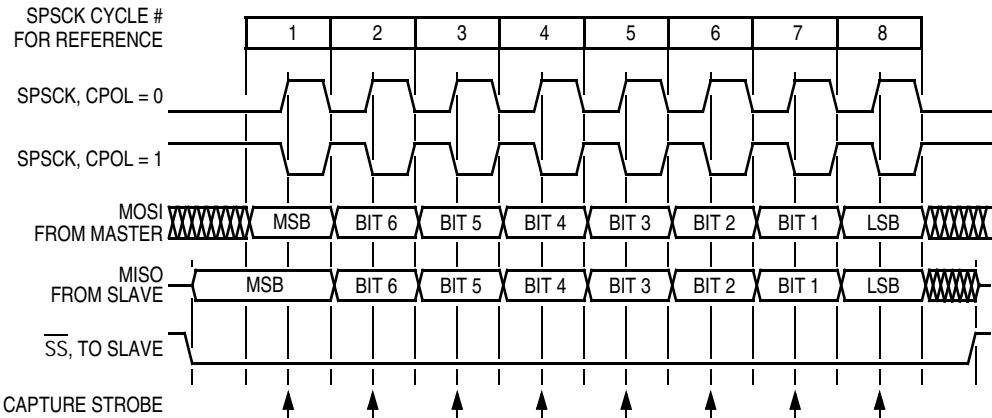 SPSCK CYCLE #
FOR REFERENCE
1 2 3 4 5 6 7 8
SPSCK, CPOL = 0
SPSCK, CPOL = 1
MOSI
FROM MASTER
MSB BIT 6 BIT 5 BIT 4 BIT 3 BIT 2 BIT 1 LSB
MISO
FROM SLAVE
MSB BIT 6 BIT 5 BIT 4 BIT 3 BIT 2 BIT 1 LSB
S̅S̅, TO SLAVE
CAPTURE STROBE